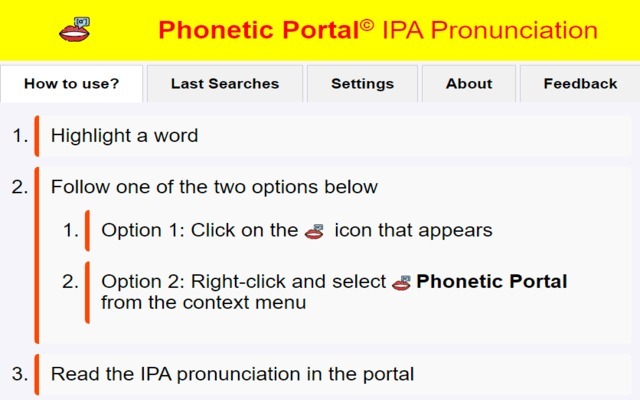 Phonetic Portal© IPA Pronunciation
How to use? Last Searches Settings About Feedback
1. Highlight a word
2. Follow one of the two options below
1. Option 1: Click on the icon that appears
2. Option 2: Right-click and select Phonetic Portal
from the context menu
3. Read the IPA pronunciation in the portal